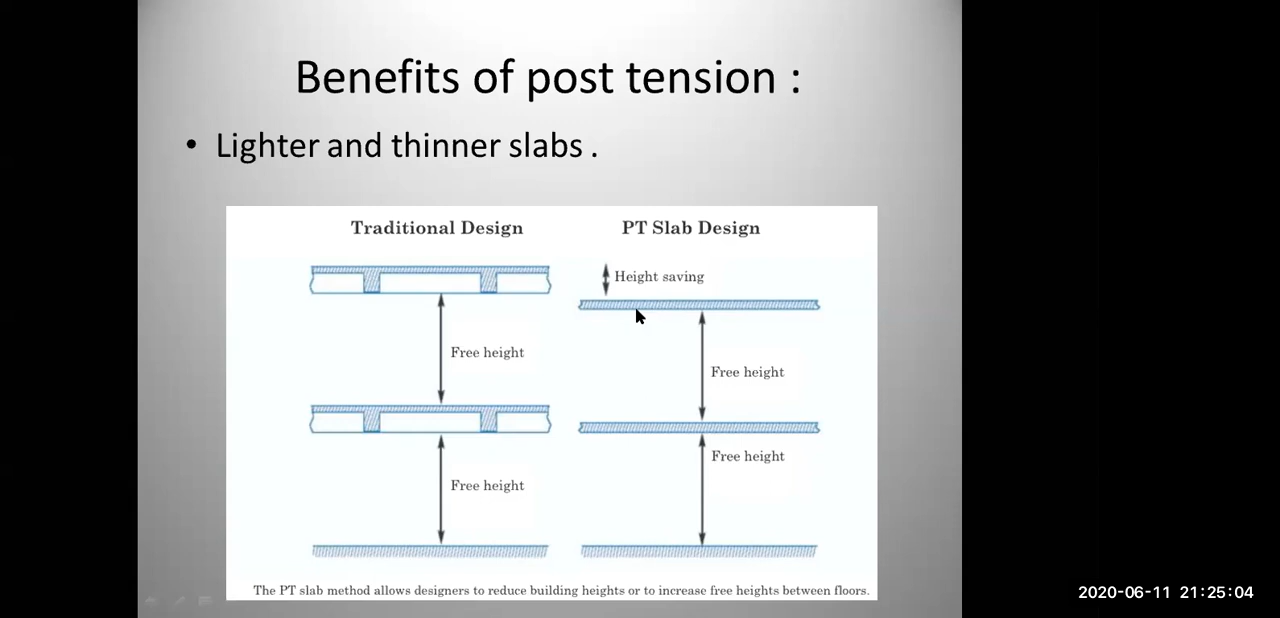 Benefits of post tension :
• Lighter and thinner slabs .
Traditional Design
PT Slab Design
Height saving
Free height
Free height
Free height
Free height
The PT slab method allows designers to reduce building heights or to increase free heights between floors.
2020-06-11 21:25:04